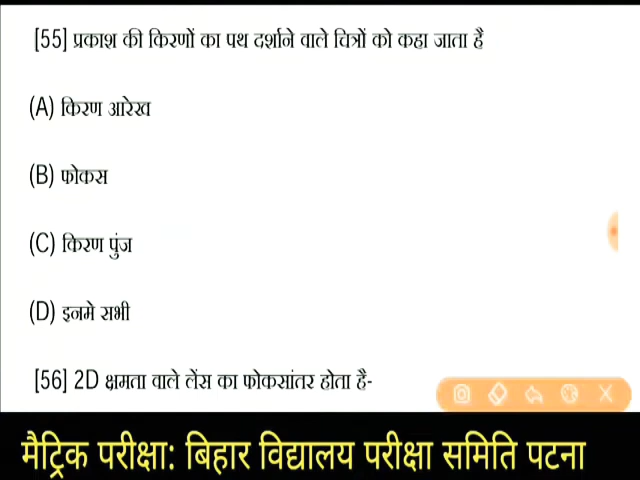 [55] प्रकाश की किरणों का पथ दर्शाने वाले चित्रों को कहा जाता हैं
(A) किरण आरेख
(B) फोकस
(C) किरण पुंज
(D) इनमे सभी
[56] 2D क्षमता वाले लेंस का फोकसांतर होता है-
मैट्रिक परीक्षा: बिहार विद्यालय परीक्षा समिति पटना